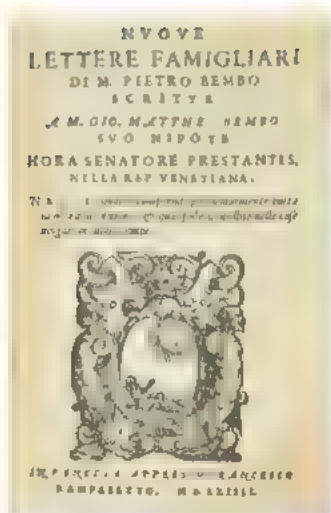 NVOVE
LETTERE FAMIGLIARI
DI M. PIETRO BEMBO
SCRITTE
A M. GIO. MATTHEO BEMBO
SVO NIPOTE
HORA SENATORE PRESTANTIS.
NELLA REP. VENETIANA.
IN VENETIA APPRESSO FRANCESCO
RAMPAZETTO, M D LXIIII.